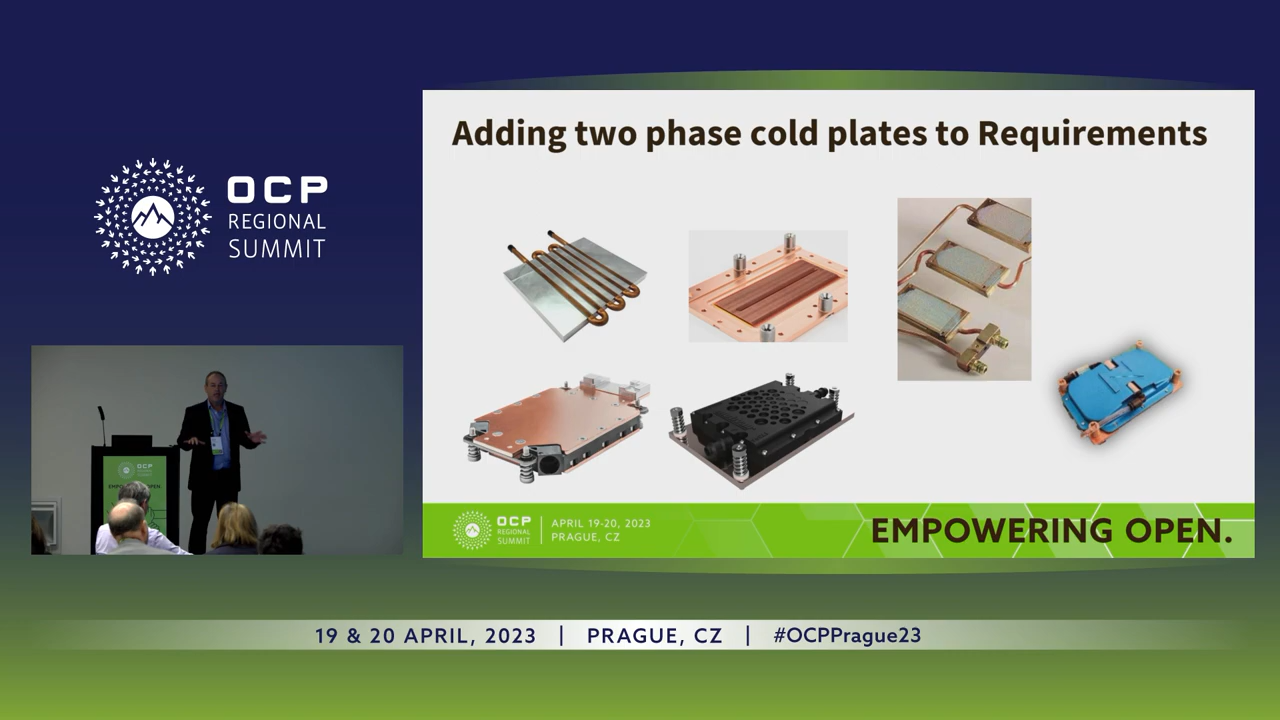 OCP
REGIONAL
SUMMIT
Adding two phase cold plates to Requirements
OCP
REGIONAL
SUMMIT
APRIL 19-20, 2023
PRAGUE, CZ
EMPOWERING OPEN.
OCP
19 & 20 APRIL, 2023 | PRAGUE, CZ | #OCPPrague23